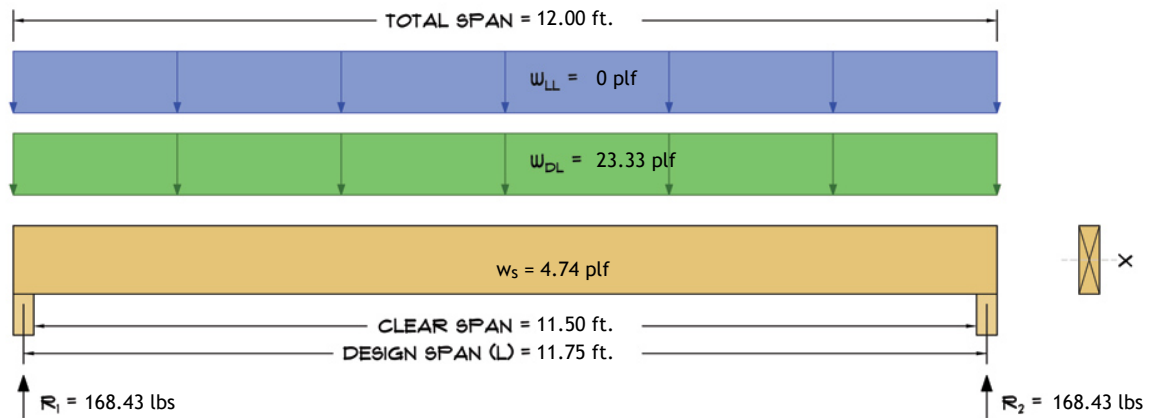 TOTAL SPAN = 12.00 ft.
wLL = 0 plf
wDL = 23.33 plf
ws = 4.74 plf
X
CLEAR SPAN = 11.50 ft.
DESIGN SPAN (L) = 11.75 ft.
R1 = 168.43 lbs
R2 = 168.43 lbs